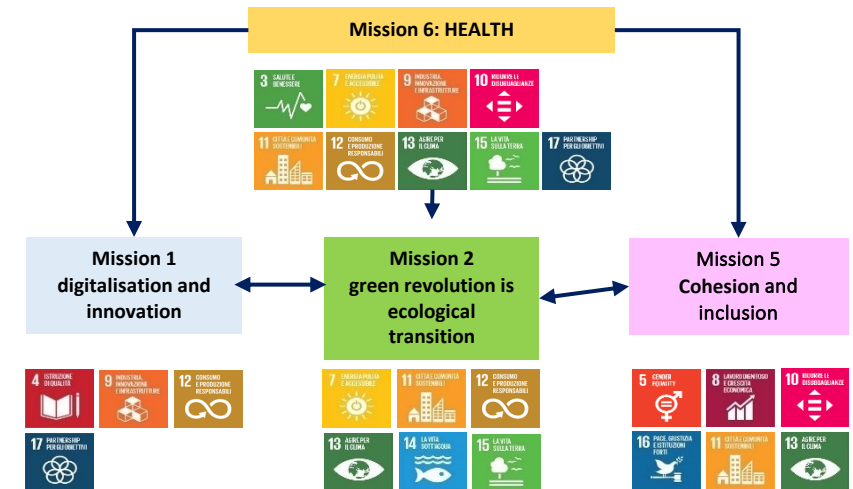 Mission 6: HEALTH
3 SALUTE E
BENESSERE
7 ENERGIA PULITA
E ACCESSIBILE
9 INDUSTRIA,
INNOVAZIONE
E INFRASTRUTTURE
10 RIDURRE LE
DISUGUAGLIANZE
11 CITTÀ E COMUNITÀ
SOSTENIBILI
12 CONSUMO
E PRODUZIONE
RESPONSABILI
13 AGIRE PER
IL CLIMA
15 LA VITA
SULLA TERRA
17 PARTNERSHIP
PER GLI OBIETTIVI
Mission 1
digitalisation and
innovation
Mission 2
green revolution is
ecological
transition
Mission 5
Cohesion and
inclusion
4 ISTRUZIONE
DI QUALITÀ
9 INDUSTRIA,
INNOVAZIONE
E INFRASTRUTTURE
12 CONSUMO
E PRODUZIONE
RESPONSABILI
17 PARTNERSHIP
PER GLI OBIETTIVI
7 ENERGIA PULITA
E ACCESSIBILE
11 CITTÀ E COMUNITÀ
SOSTENIBILI
12 CONSUMO
E PRODUZIONE
RESPONSABILI
13 AGIRE PER
IL CLIMA
14 LA VITA
SOTT'ACQUA
15 LA VITA
SULLA TERRA
5 GENDER
EQUALITY
8 LAVORO DIGNITOSO
E CRESCITA
ECONOMICA
10 RIDURRE LE
DISUGUAGLIANZE
16 PACE, GIUSTIZIA
E ISTITUZIONI
FORTI
11 CITTÀ E COMUNITÀ
SOSTENIBILI
13 AGIRE PER
IL CLIMA